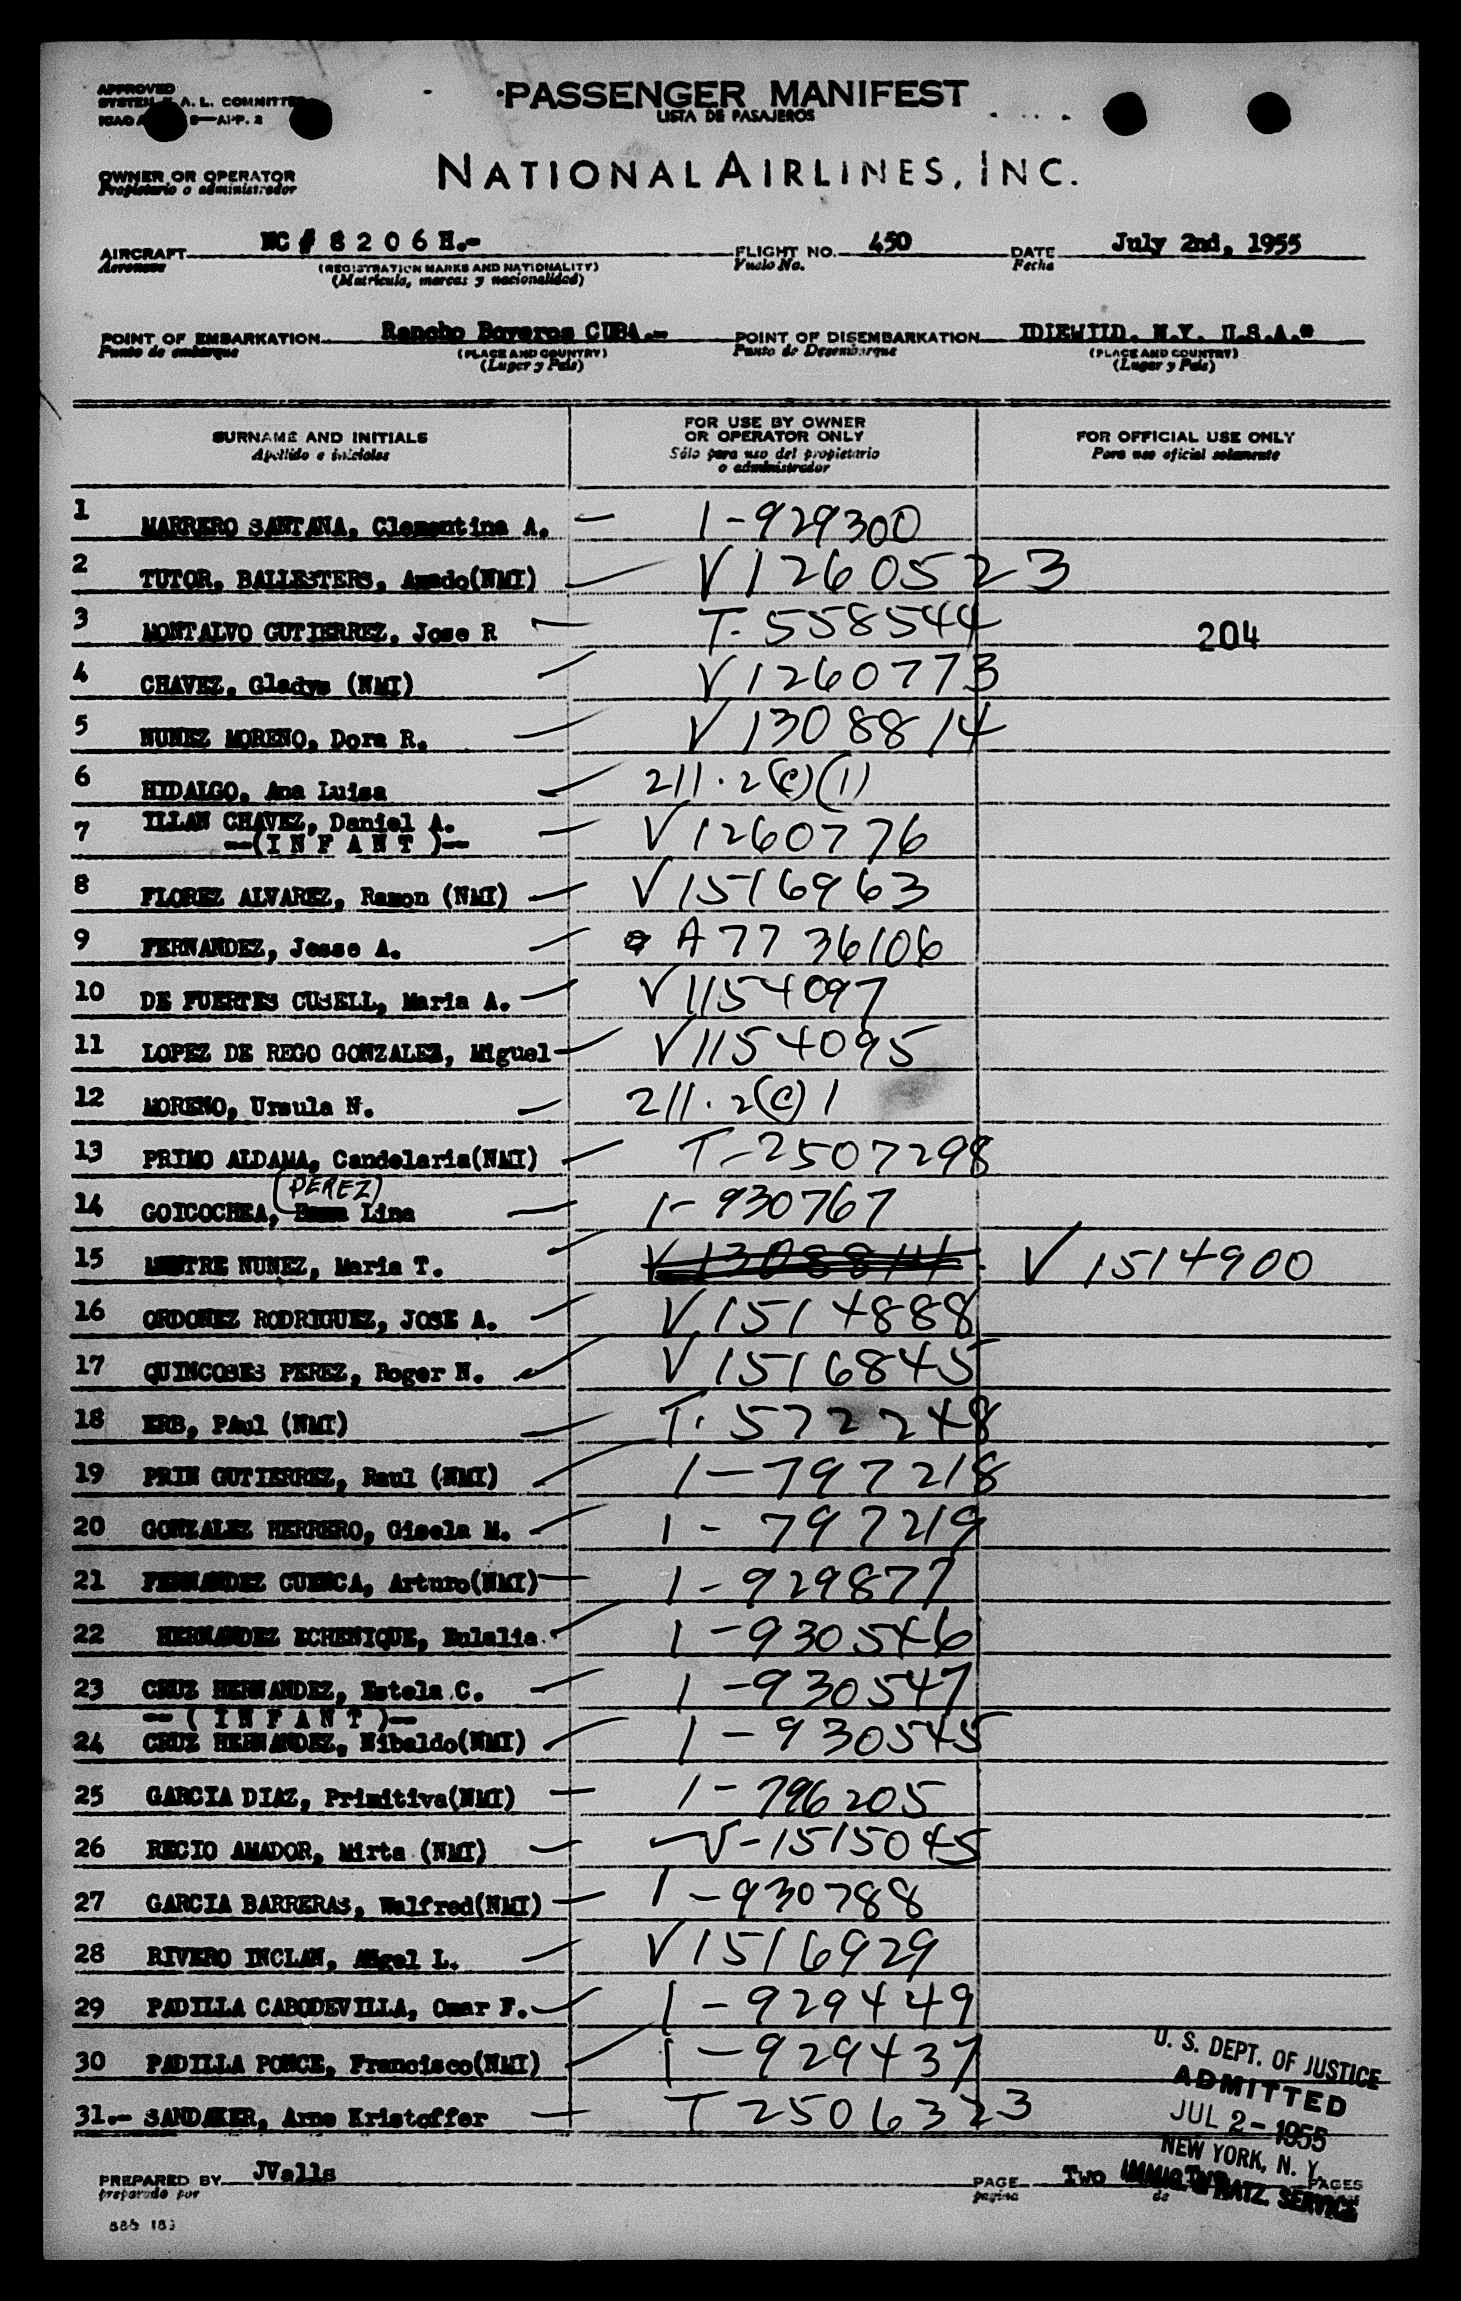 APPROVED
PASSENGER MANIFEST
LISTA DE PASAJEROS
A. L. COMMITTEE
NATIONAL AIRLINES, INC.
OWNER OR OPERATOR
Propietario o administrador
AIRCRAFT NC # 8 2 0 6 H.- FLIGHT NO. 450 DATE July 2nd, 1955
Aeronave (REGISTRATION MARKS AND NATIONALITY) Vuelo No. Fecha
(Matrícula, marcas y nacionalidad)
POINT OF EMBARKATION Rancho Boyeros CUBA.- POINT OF DISEMBARKATION IDLEWILD. N.Y. U.S.A.*
Punto de embarque (PLACE AND COUNTRY) Punto de Desembarque (PLACE AND COUNTRY)
(Lugar y País) (Lugar y País)
SURNAME AND INITIALS FOR USE BY OWNER OR OPERATOR ONLY FOR OFFICIAL USE ONLY
Apellido e iniciales Sólo para uso del propietario o administrador Para uso oficial solamente
1 MARRERO SANTANA, Clementina A. — 1-929300
2 TUTOR, BALLESTERS, Amado(NMI) — V1260523
3 MONTALVO GUTIERREZ, Jose R — T-558544 204
4 CHAVEZ, Gladys (NMI) V1260773
5 NUNEZ MORENO, Dora R. — V1308814
6 HIDALGO, Ana Luisa 211.2(c)(1)
7 ILLAN CHAVEZ, Daniel A. — V1260776
--( I N F A N T )--
8 FLOREZ ALVAREZ, Ramon (NMI) — V1516963
9 FERNANDEZ, Jesse A. — A7736106
10 DE FUERTES CUSELL, Maria A. — V1154097
11 LOPEZ DE REGO GONZALEZ, Miguel — V1154095
12 MORENO, Ursula N. — 211.2(c)1
13 PRIMO ALDAMA, Candelaria(NMI) — T-2507298
(PEREZ)
14 GOICOCHEA, Lina — 1-930767
15 MESTRE NUNEZ, Maria T. V1308814 V1514900
16 ORDONEZ RODRIGUEZ, JOSE A. V1514888
17 QUINCOSES PEREZ, Roger N. V1516845
18 ERB, PAul (NMI) T.572248
19 PRIN GUTIERREZ, Raul (NMI) 1-797218
20 GONZALEZ HERRERO, Gisela M. 1-797219
21 FERNANDEZ CUENCA, Arturo(NMI) — 1-929877
22 HERNANDEZ ECHENIQUE, Eulalia 1-930546
23 CRUZ HERNANDEZ, Estela C. — 1-930547
-- ( I N F A N T )--
24 CRUZ HERNANDEZ, Nibaldo(NMI) 1-930545
25 GARCIA DIAZ, Primitiva(NMI) — 1-796205
26 RECIO AMADOR, Mirta (NMI) — V-1515045
27 GARCIA BARRERAS, Walfred(NMI) — 1-930788
28 RIVERO INCLAN, Angel L. — V1516929
29 PADILLA CABODEVILLA, Omar F. 1-929449
30 PADILLA PONCE, Francisco(NMI) 1-929437
31.- SANDAKER, Arne Kristoffer — T2506323
U. S. DEPT. OF JUSTICE
ADMITTED
JUL 2 - 1955
NEW YORK, N. Y.
IMMIG. & NATZ. SERVICE
PREPARED BY JValls PAGE Two PAGES
preparado por pagina de